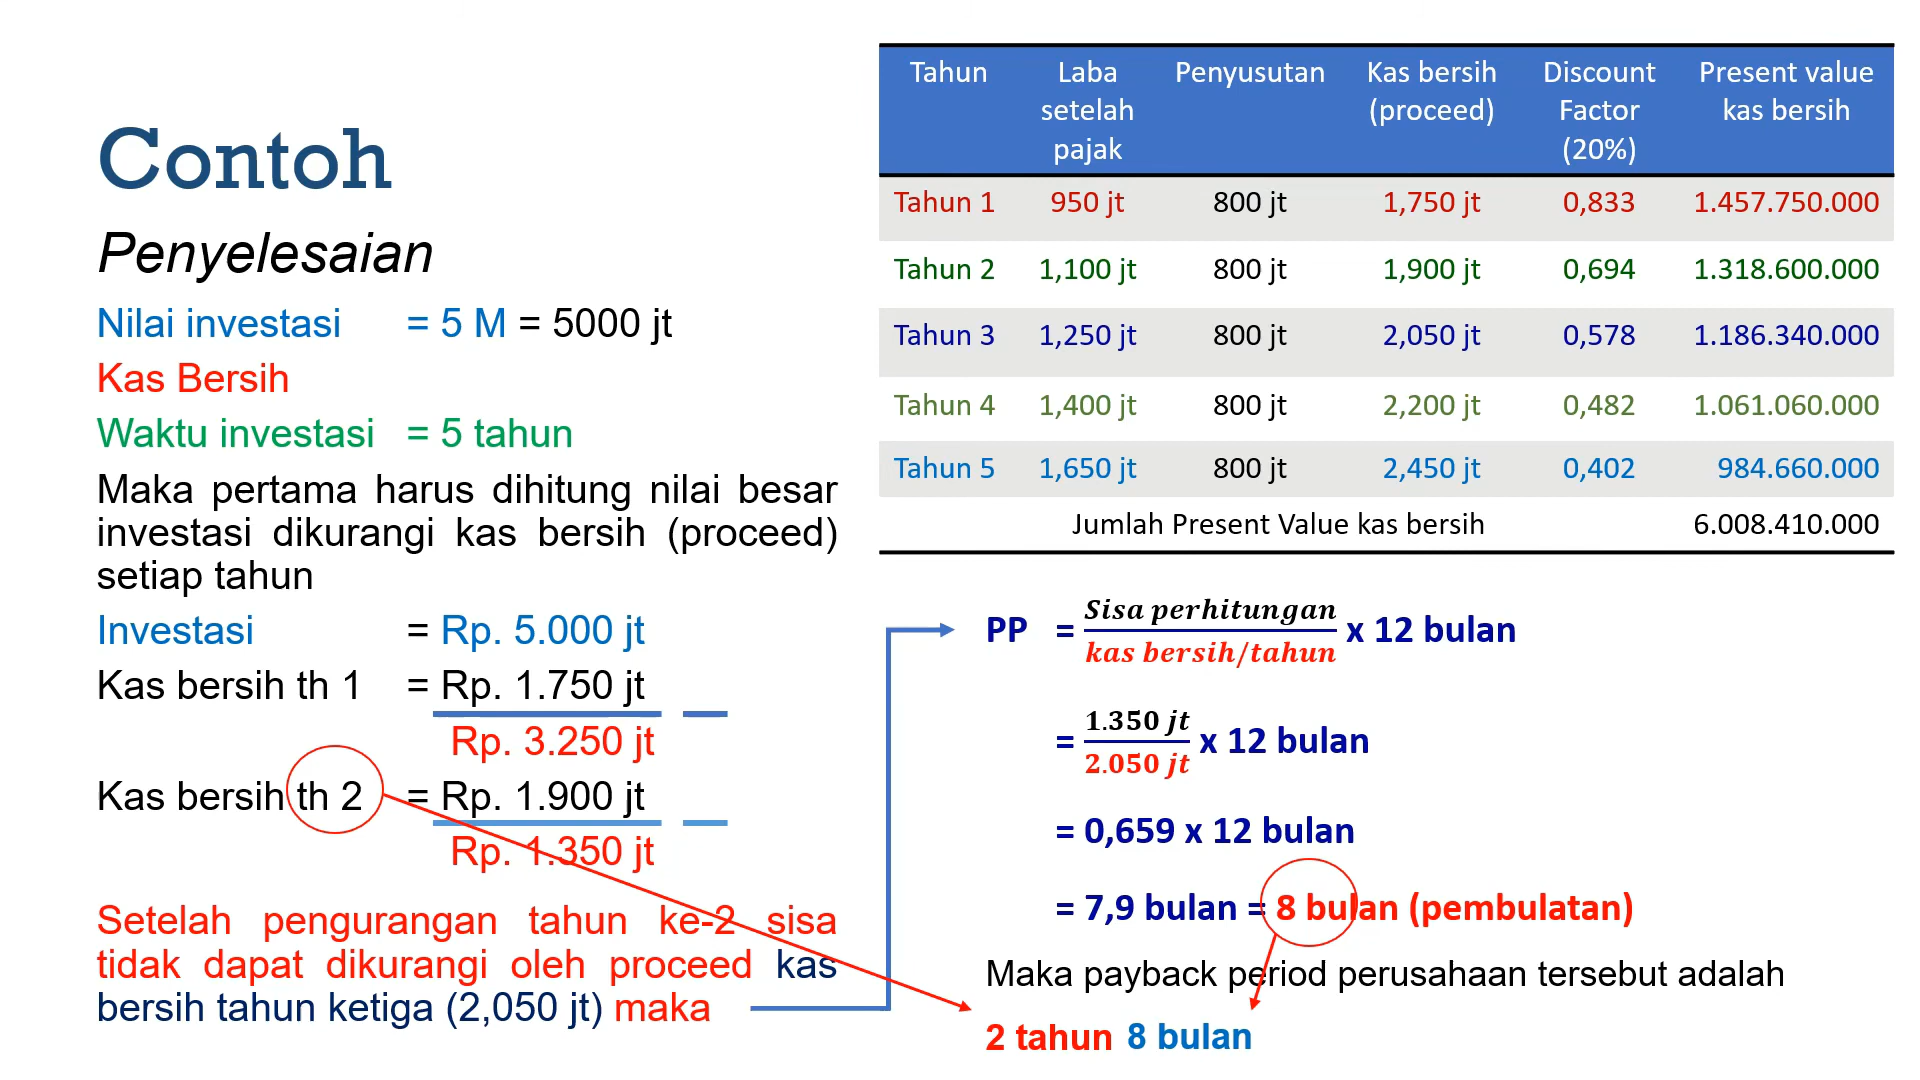 Contoh
Penyelesaian
Nilai investasi = 5 M = 5000 jt
Kas Bersih
Waktu investasi = 5 tahun
Maka pertama harus dihitung nilai besar
investasi dikurangi kas bersih (proceed)
setiap tahun
Investasi = Rp. 5.000 jt
Kas bersih th 1 = Rp. 1.750 jt
Rp. 3.250 jt
Kas bersih th 2 = Rp. 1.900 jt
Rp. 1.350 jt
Setelah pengurangan tahun ke-2 sisa
tidak dapat dikurangi oleh proceed kas
bersih tahun ketiga (2,050 jt) maka
Tahun Laba setelah pajak Penyusutan Kas bersih (proceed) Discount Factor (20%) Present value kas bersih
Tahun 1 950 jt 800 jt 1,750 jt 0,833 1.457.750.000
Tahun 2 1,100 jt 800 jt 1,900 jt 0,694 1.318.600.000
Tahun 3 1,250 jt 800 jt 2,050 jt 0,578 1.186.340.000
Tahun 4 1,400 jt 800 jt 2,200 jt 0,482 1.061.060.000
Tahun 5 1,650 jt 800 jt 2,450 jt 0,402 984.660.000
Jumlah Present Value kas bersih 6.008.410.000
PP = Sisa perhitungan / kas bersih/tahun x 12 bulan
= 1.350 jt / 2.050 jt x 12 bulan
= 0,659 x 12 bulan
= 7,9 bulan = 8 bulan (pembulatan)
Maka payback period perusahaan tersebut adalah
2 tahun 8 bulan